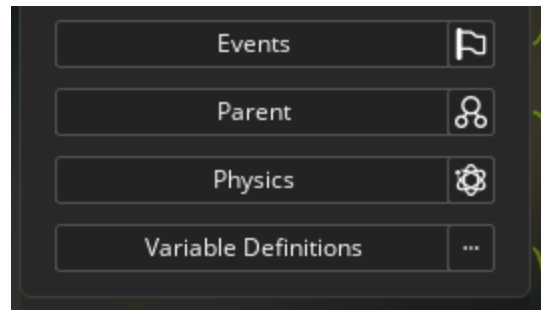 Events
Parent
Physics
Variable Definitions
...